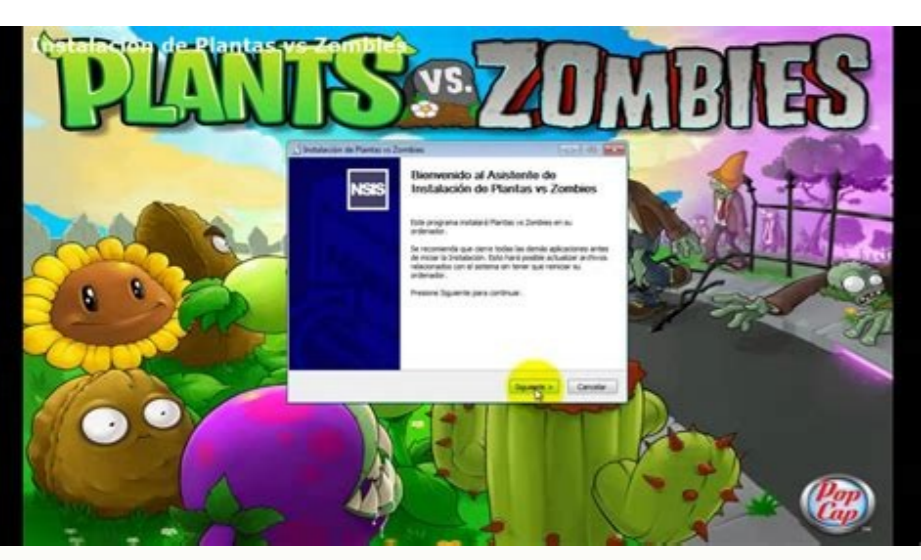 Instalación de Plantas vs Zombies
PLANTS VS. ZOMBIES
Instalación de Plantas vs Zombies
NSIS
Bienvenido al Asistente de
Instalación de Plantas vs Zombies
Este programa instalará Plantas vs Zombies en su
ordenador.
Se recomienda que cierre todas las demás aplicaciones antes
de iniciar la instalación. Esto hará posible actualizar archivos
relacionados con el sistema sin tener que reiniciar su
ordenador.
Presione Siguiente para continuar.
Siguiente >
Cancelar
Pop
Cap